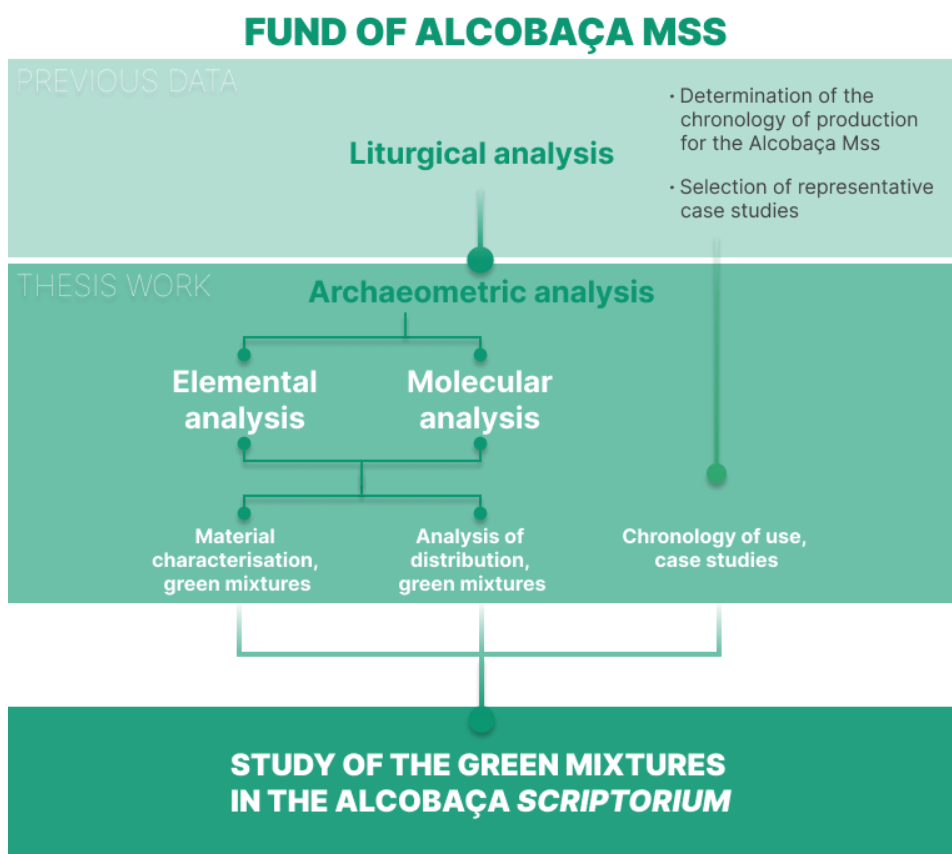 FUND OF ALCOBAÇA MSS
PREVIOUS DATA
· Determination of the
chronology of production
for the Alcobaça Mss
· Selection of representative
case studies
Liturgical analysis
THESIS WORK
Archaeometric analysis
Elemental
analysis
Molecular
analysis
Material
characterisation,
green mixtures
Analysis of
distribution,
green mixtures
Chronology of use,
case studies
STUDY OF THE GREEN MIXTURES
IN THE ALCOBAÇA SCRIPTORIUM